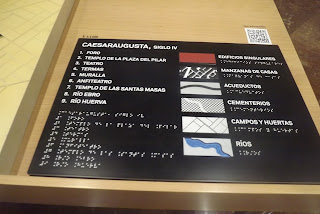 CAESARAUGUSTA, SIGLO IV
1. FORO
2. TEMPLO DE LA PLAZA DEL PILAR
3. TEATRO
4. TERMAS
5. MURALLA
6. ANFITEATRO
7. TEMPLO DE LAS SANTAS MASAS
8. RÍO EBRO
9. RÍO HUERVA
EDIFICIOS SINGULARES
MANZANAS DE CASAS
ACUEDUCTOS
CEMENTERIOS
CAMPOS Y HUERTAS
RÍOS